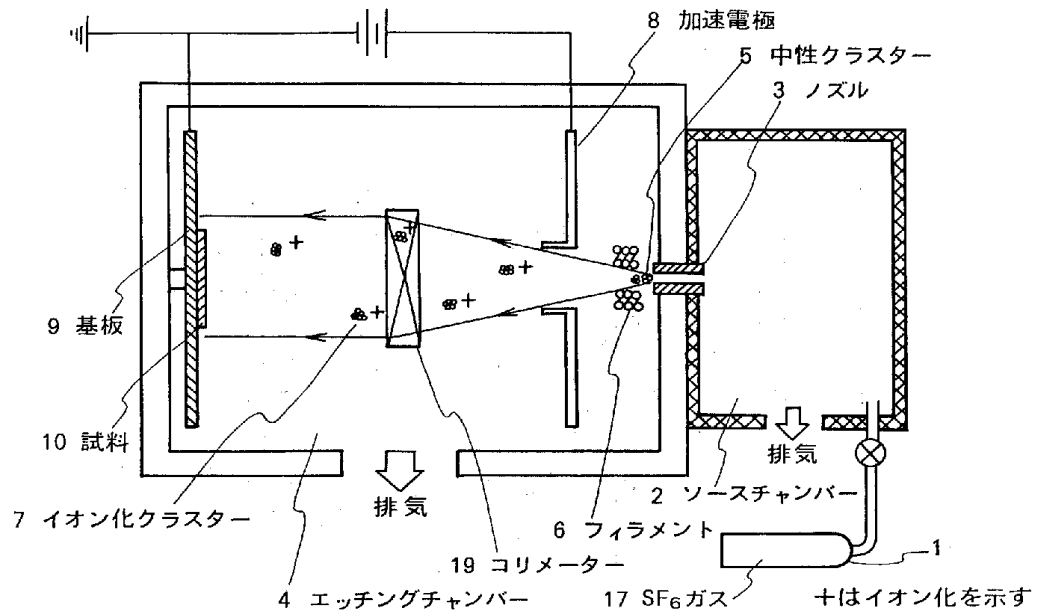 8 加速電極
5 中性クラスター
3 ノズル
+
+
+
+
+
9 基板
10 試料
排気
排気
2 ソースチャンバー
7 イオン化クラスター
6 フィラメント
19 コリメーター
1
4 エッチングチャンバー
17 SF₆ガス
+はイオン化を示す